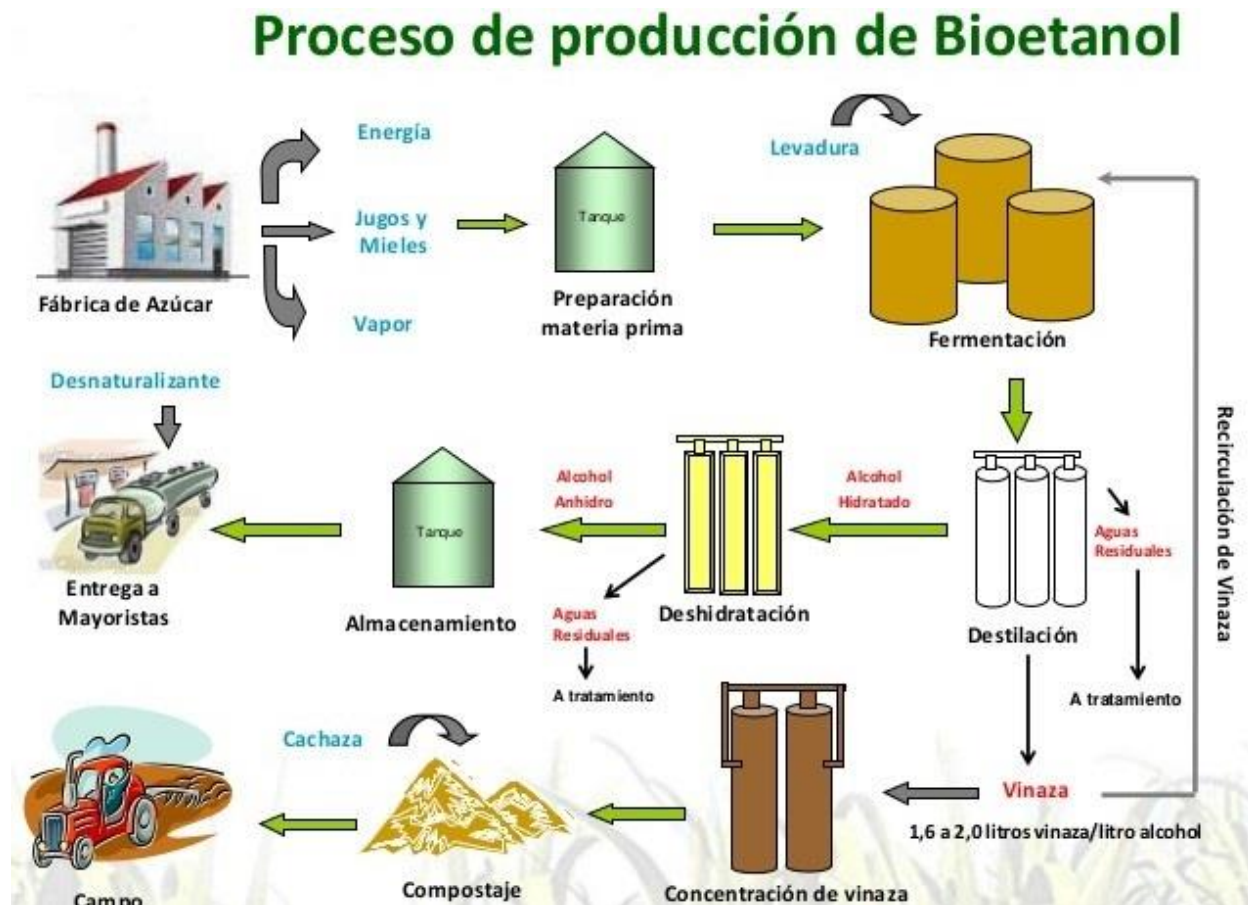 Proceso de producción de Bioetanol
Energía
Levadura
Jugos y
Mieles
Tanque
Fábrica de Azúcar
Vapor
Preparación
materia prima
Fermentación
Desnaturalizante
Recirculación de Vinaza
Alcohol
Anhidro
Alcohol
Hidratado
Tanque
Aguas
Residuales
Entrega a
Mayoristas
Almacenamiento
Aguas
Residuales
Deshidratación
Destilación
A tratamiento
A tratamiento
Cachaza
Vinaza
1,6 a 2,0 litros vinaza/litro alcohol
Campo
Compostaje
Concentración de vinaza